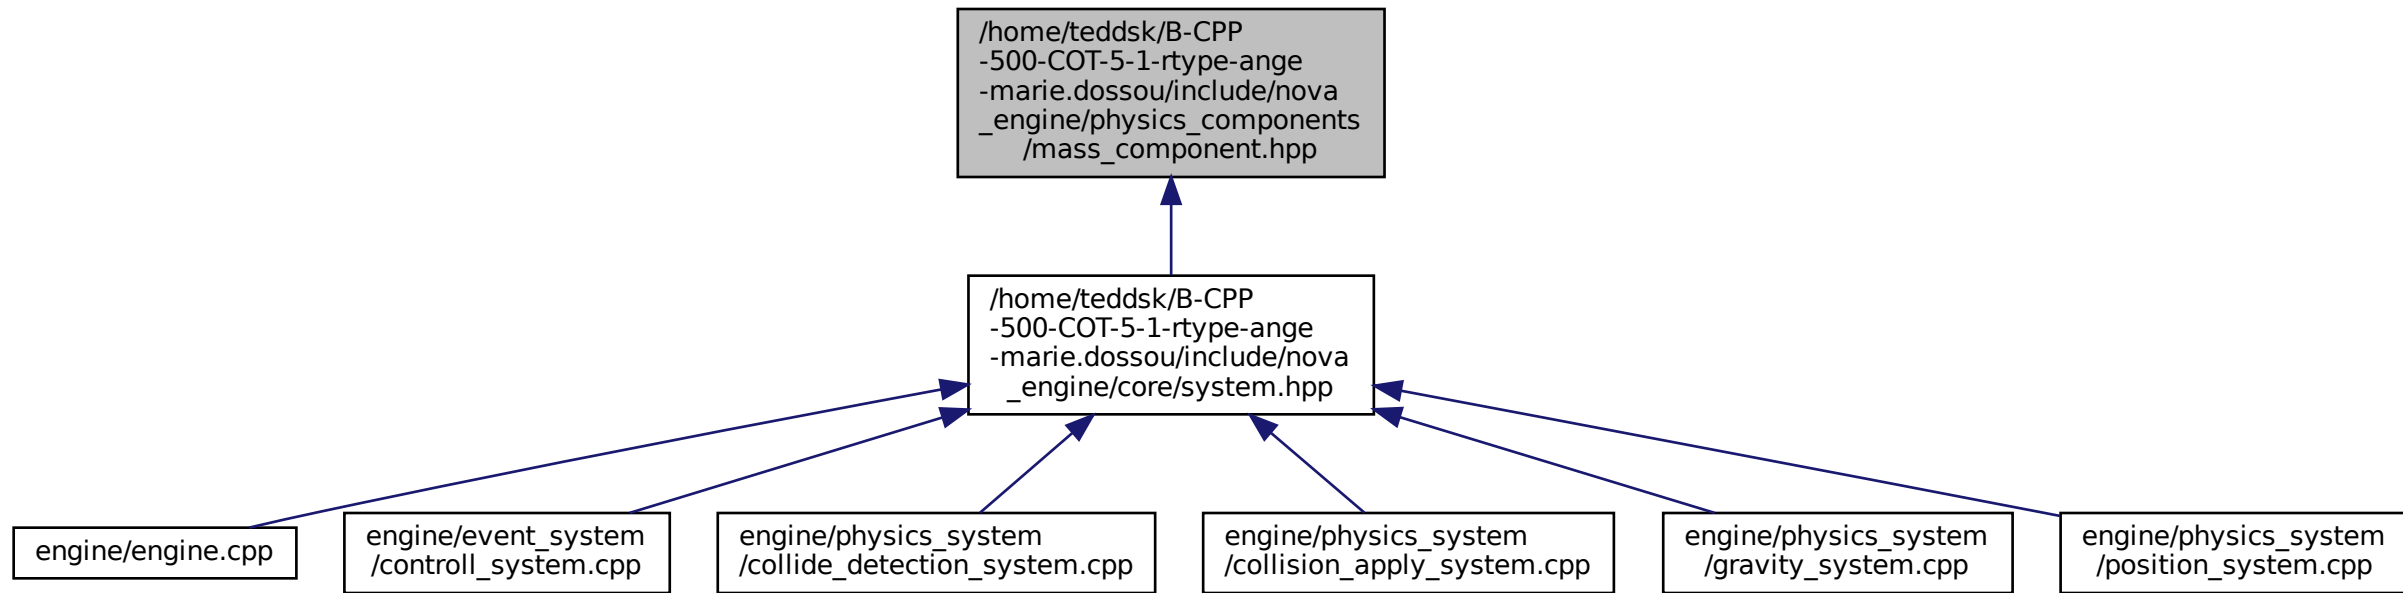 /home/teddsk/B-CPP
-500-COT-5-1-rtype-ange
-marie.dossou/include/nova
_engine/physics_components
/mass_component.hpp
/home/teddsk/B-CPP
-500-COT-5-1-rtype-ange
-marie.dossou/include/nova
_engine/core/system.hpp
engine/engine.cpp
engine/event_system
/controll_system.cpp
engine/physics_system
/collide_detection_system.cpp
engine/physics_system
/collision_apply_system.cpp
engine/physics_system
/gravity_system.cpp
engine/physics_system
/position_system.cpp